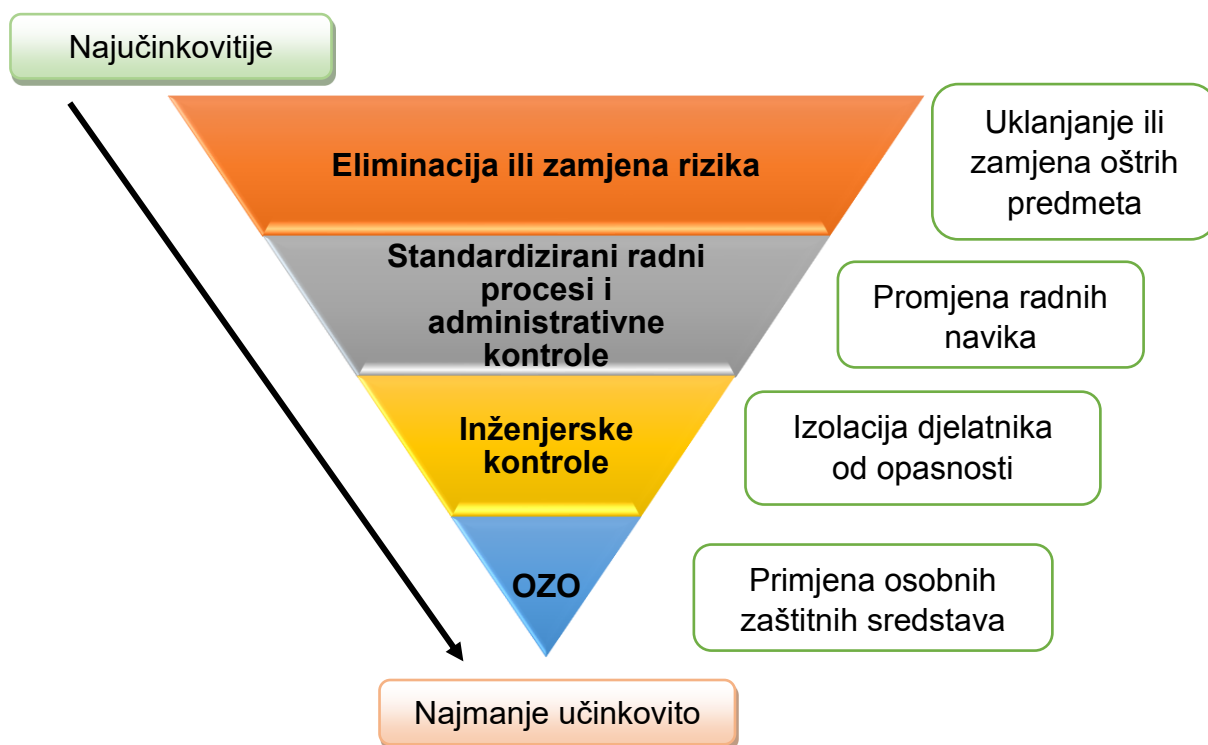 Najučinkovitije
Eliminacija ili zamjena rizika
Uklanjanje ili
zamjena oštrih
predmeta
Standardizirani radni
procesi i
administrativne
kontrole
Promjena radnih
navika
Inženjerske
kontrole
Izolacija djelatnika
od opasnosti
OZO
Primjena osobnih
zaštitnih sredstava
Najmanje učinkovito